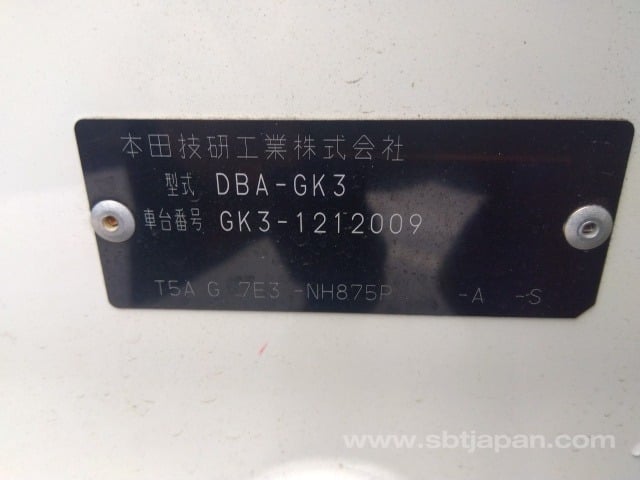 本田技研工業株式会社
型式 DBA-GK3
車台番号 GK3-1212009
T5A G 7E3 -NH875P -A -S
www.sbtjapan.com